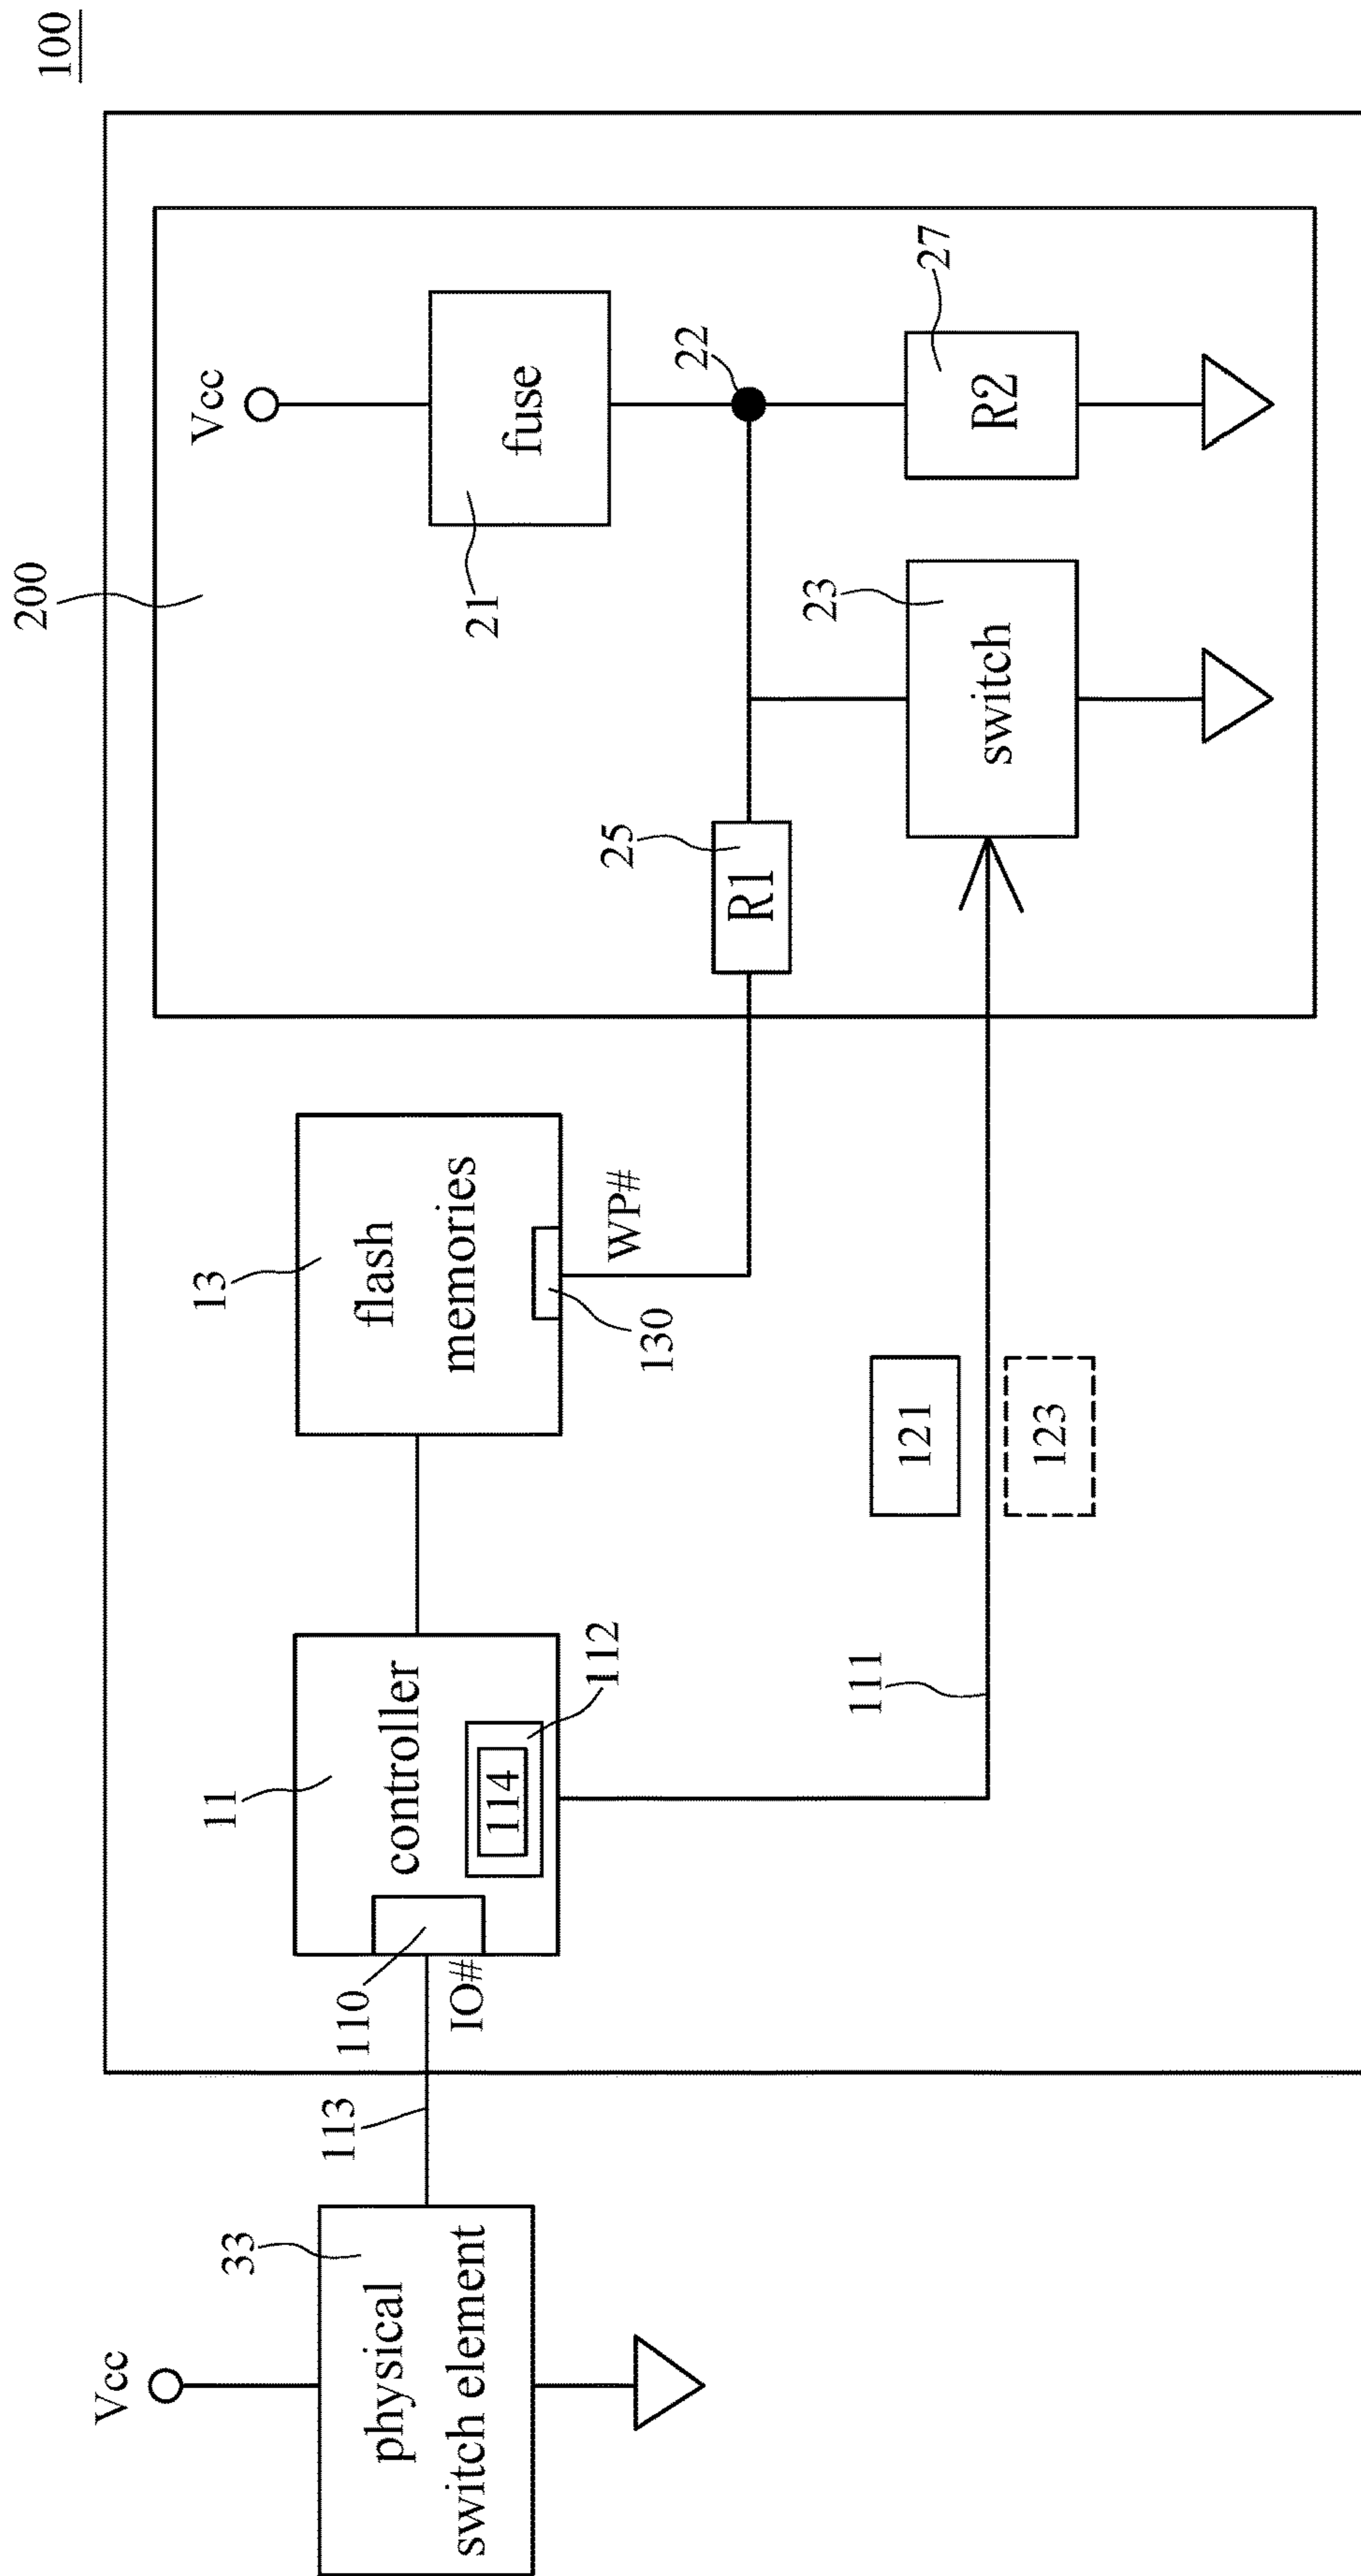 100
200
Vcc
fuse
21
22
27
R2
23
switch
25
R1
13
flash
memories
130
WP#
121
123
11
controller
112
114
111
110
IO#
113
Vcc
33
physical
switch element